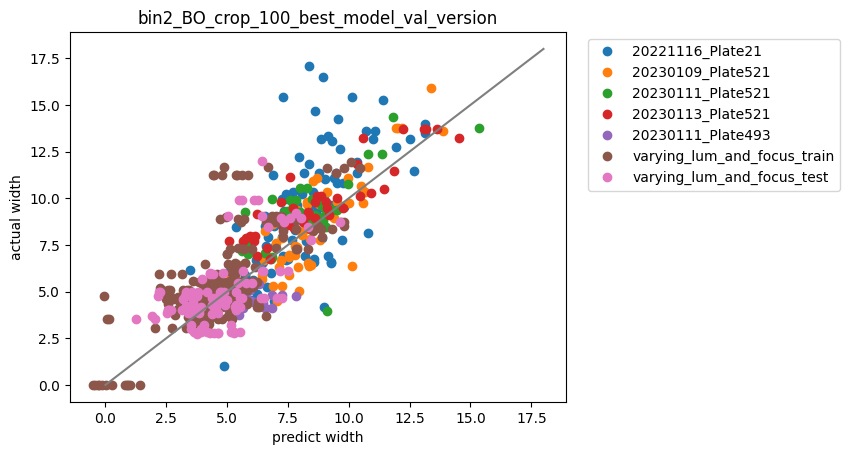 bin2_BO_crop_100_best_model_val_version
actual width
17.5
15.0
12.5
10.0
7.5
5.0
2.5
0.0
0.0 2.5 5.0 7.5 10.0 12.5 15.0 17.5
predict width
20221116_Plate21
20230109_Plate521
20230111_Plate521
20230113_Plate521
20230111_Plate493
varying_lum_and_focus_train
varying_lum_and_focus_test